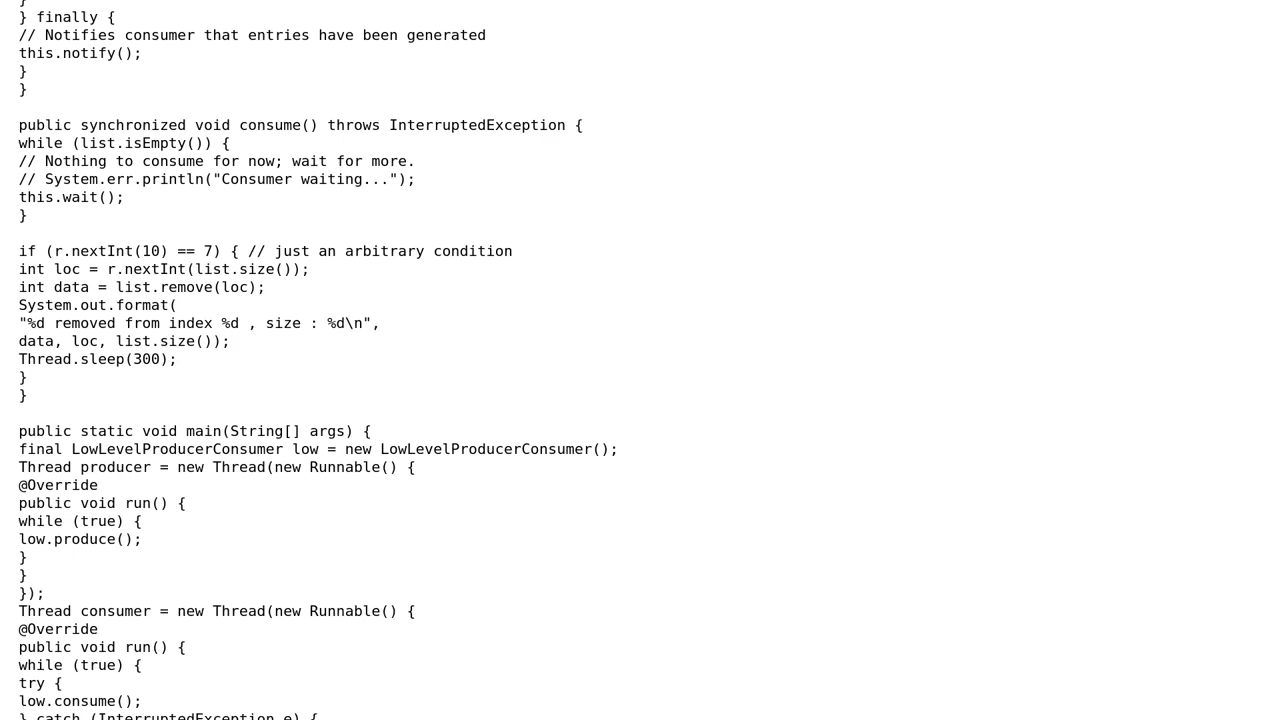 }
} finally {
// Notifies consumer that entries have been generated
this.notify();
}
}

public synchronized void consume() throws InterruptedException {
while (list.isEmpty()) {
// Nothing to consume for now; wait for more.
// System.err.println("Consumer waiting...");
this.wait();
}

if (r.nextInt(10) == 7) { // just an arbitrary condition
int loc = r.nextInt(list.size());
int data = list.remove(loc);
System.out.format(
"%d removed from index %d , size : %d\n",
data, loc, list.size());
Thread.sleep(300);
}
}

public static void main(String[] args) {
final LowLevelProducerConsumer low = new LowLevelProducerConsumer();
Thread producer = new Thread(new Runnable() {
@Override
public void run() {
while (true) {
low.produce();
}
}
});
Thread consumer = new Thread(new Runnable() {
@Override
public void run() {
while (true) {
try {
low.consume();
} catch (InterruptedException e) {